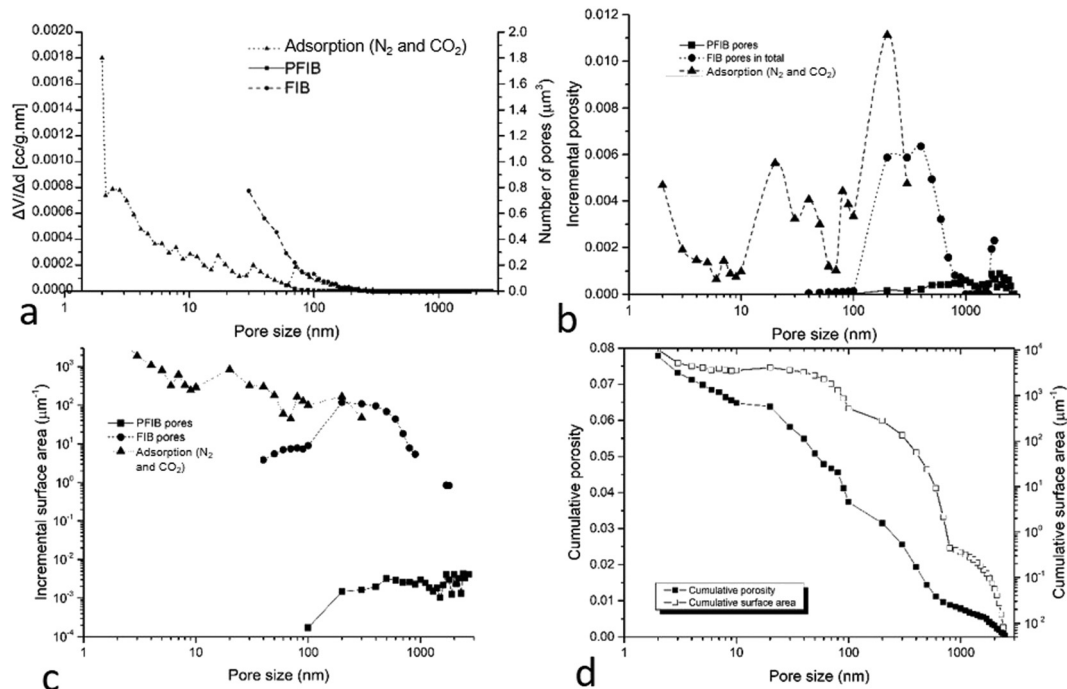 0.0020
0.0018
0.0016
0.0014
0.0012
0.0010
0.0008
0.0006
0.0004
0.0002
0.0000
ΔV/Δd [cc/g.nm]
Adsorption (N₂ and CO₂)
PFIB
FIB
2.0
1.8
1.6
1.4
1.2
1.0
0.8
0.6
0.4
0.2
0.0
Number of pores (μm³)
1 10 100 1000
Pore size (nm)
a
0.012
0.010
0.008
0.006
0.004
0.002
0.000
Incremental porosity
PFIB pores
FIB pores in total
Adsorption (N₂ and CO₂)
1 10 100 1000
Pore size (nm)
b
10³
10²
10¹
10⁰
10⁻¹
10⁻²
10⁻³
10⁻⁴
Incremental surface area (μm⁻¹)
PFIB pores
FIB pores
Adsorption (N₂
and CO₂)
1 10 100 1000
Pore size (nm)
c
0.08
0.07
0.06
0.05
0.04
0.03
0.02
0.01
0.00
Cumulative porosity
Cumulative porosity
Cumulative surface area
10⁴
10³
10²
10¹
10⁰
10⁻¹
10⁻²
Cumulative surface area (μm⁻¹)
1 10 100 1000
Pore size (nm)
d